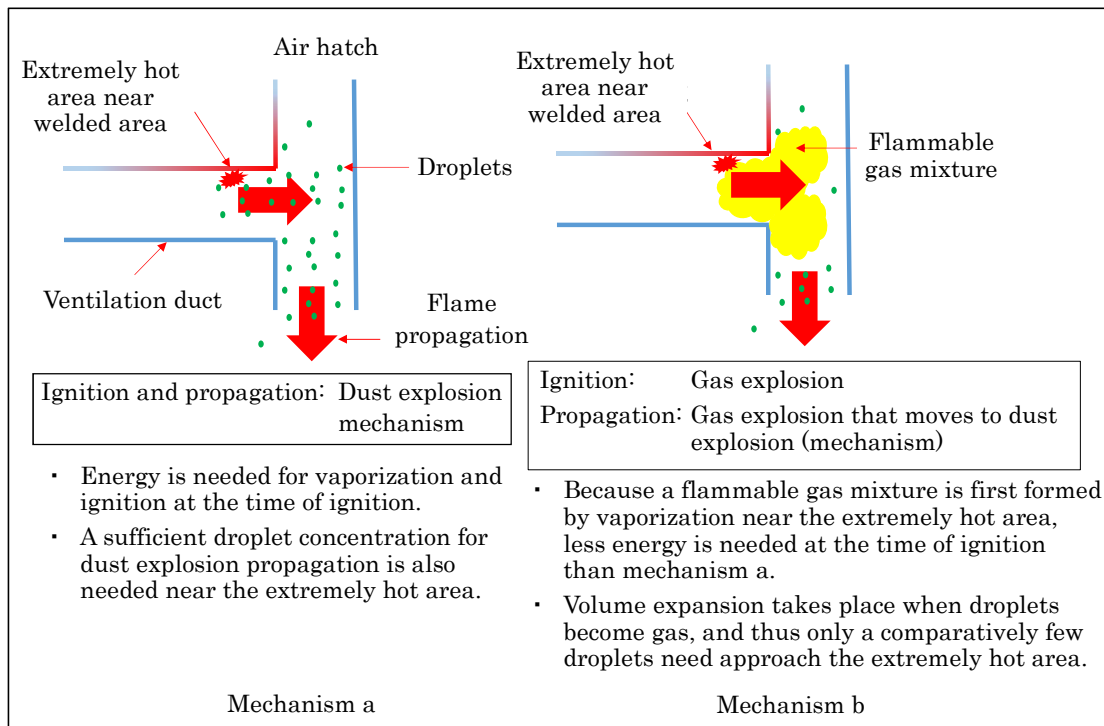 Air hatch
Extremely hot
area near
welded area
Droplets
Ventilation duct
Flame
propagation
Ignition and propagation: Dust explosion
mechanism
・ Energy is needed for vaporization and
ignition at the time of ignition.
・ A sufficient droplet concentration for
dust explosion propagation is also
needed near the extremely hot area.
Mechanism a
Extremely hot
area near
welded area
Flammable
gas mixture
Ignition: Gas explosion
Propagation: Gas explosion that moves to dust
explosion (mechanism)
・ Because a flammable gas mixture is first formed
by vaporization near the extremely hot area,
less energy is needed at the time of ignition
than mechanism a.
・ Volume expansion takes place when droplets
become gas, and thus only a comparatively few
droplets need approach the extremely hot area.
Mechanism b